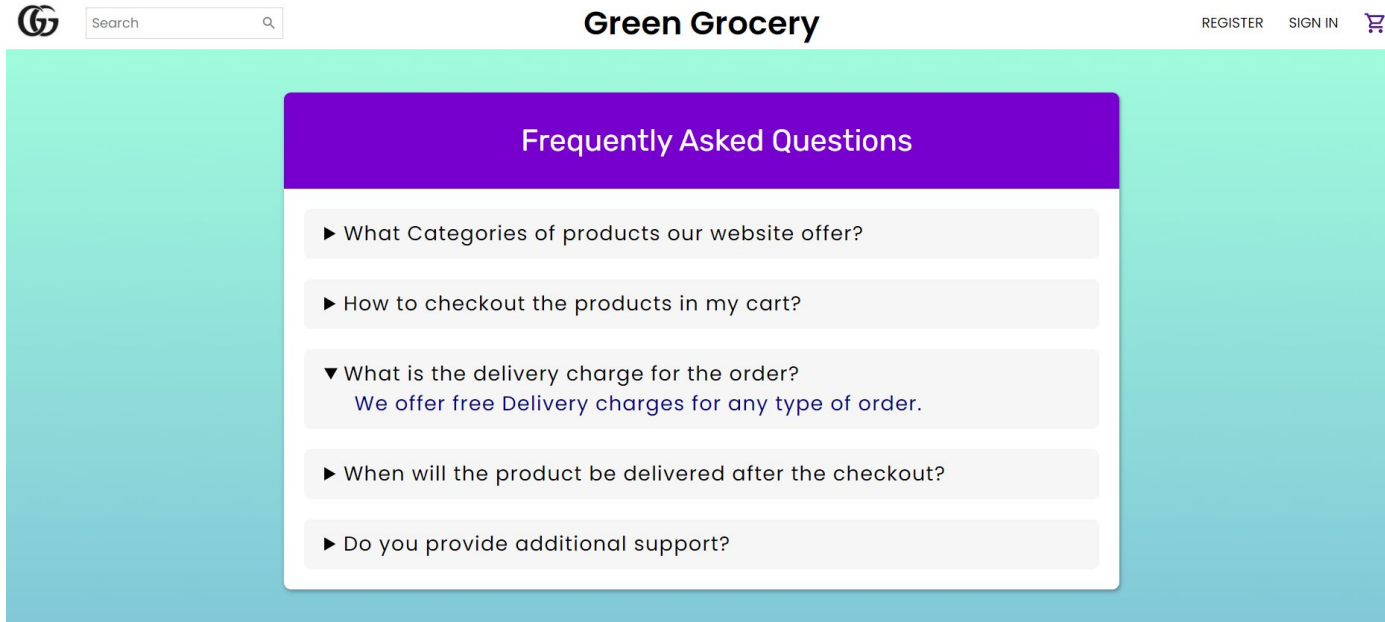 GG
Search
Green Grocery
REGISTER
SIGN IN
Frequently Asked Questions
What Categories of products our website offer?
How to checkout the products in my cart?
What is the delivery charge for the order?
We offer free Delivery charges for any type of order.
When will the product be delivered after the checkout?
Do you provide additional support?